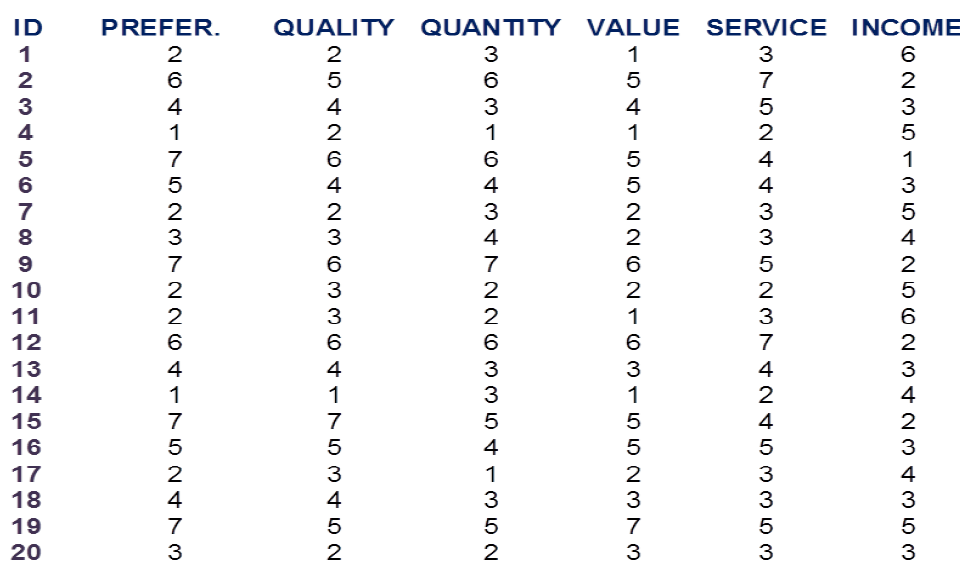 ID PREFER. QUALITY QUANTITY VALUE SERVICE INCOME
1 2 2 3 1 3 6
2 6 5 6 5 7 2
3 4 4 3 4 5 3
4 1 2 1 1 2 5
5 7 6 6 5 4 1
6 5 4 4 5 4 3
7 2 2 3 2 3 5
8 3 3 4 2 3 4
9 7 6 7 6 5 2
10 2 3 2 2 2 5
11 2 3 2 1 3 6
12 6 6 6 6 7 2
13 4 4 3 3 4 3
14 1 1 3 1 2 4
15 7 7 5 5 4 2
16 5 5 4 5 5 3
17 2 3 1 2 3 4
18 4 4 3 3 3 3
19 7 5 5 7 5 5
20 3 2 2 3 3 3